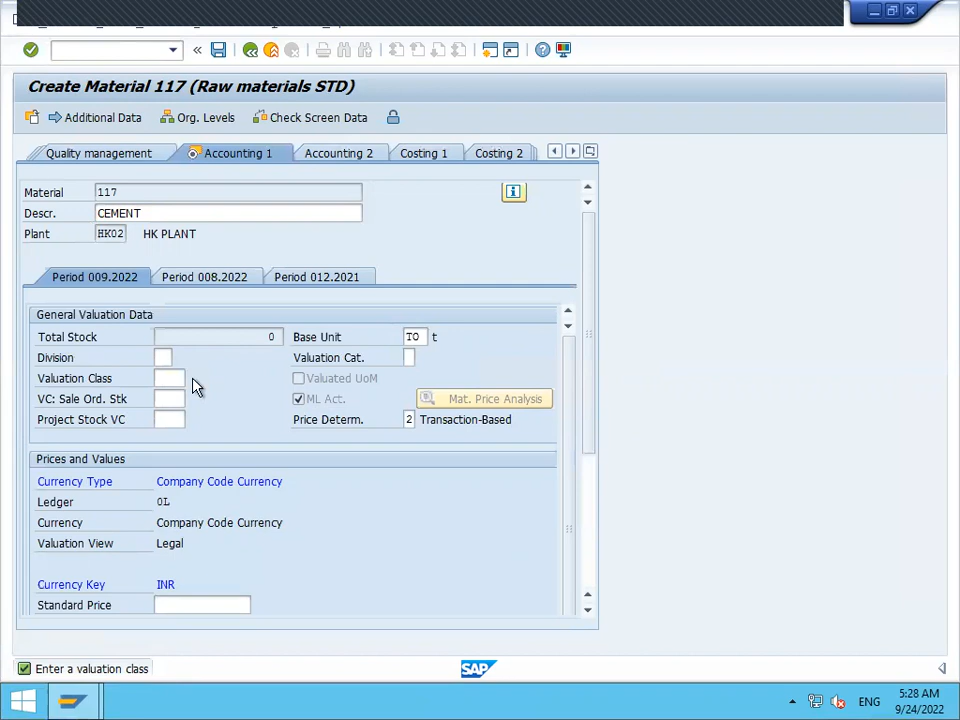 Create Material 117 (Raw materials STD)
Additional Data Org. Levels Check Screen Data
Quality management Accounting 1 Accounting 2 Costing 1 Costing 2
Material 117
Descr. CEMENT
Plant HK02 HK PLANT
Period 009.2022 Period 008.2022 Period 012.2021
General Valuation Data
Total Stock 0 Base Unit TO t
Division Valuation Cat.
Valuation Class Valuated UoM
VC: Sale Ord. Stk ML Act. Mat. Price Analysis
Project Stock VC Price Determ. 2 Transaction-Based
Prices and Values
Currency Type Company Code Currency
Ledger 0L
Currency Company Code Currency
Valuation View Legal
Currency Key INR
Standard Price
Enter a valuation class SAP
ENG 5:28 AM
9/24/2022